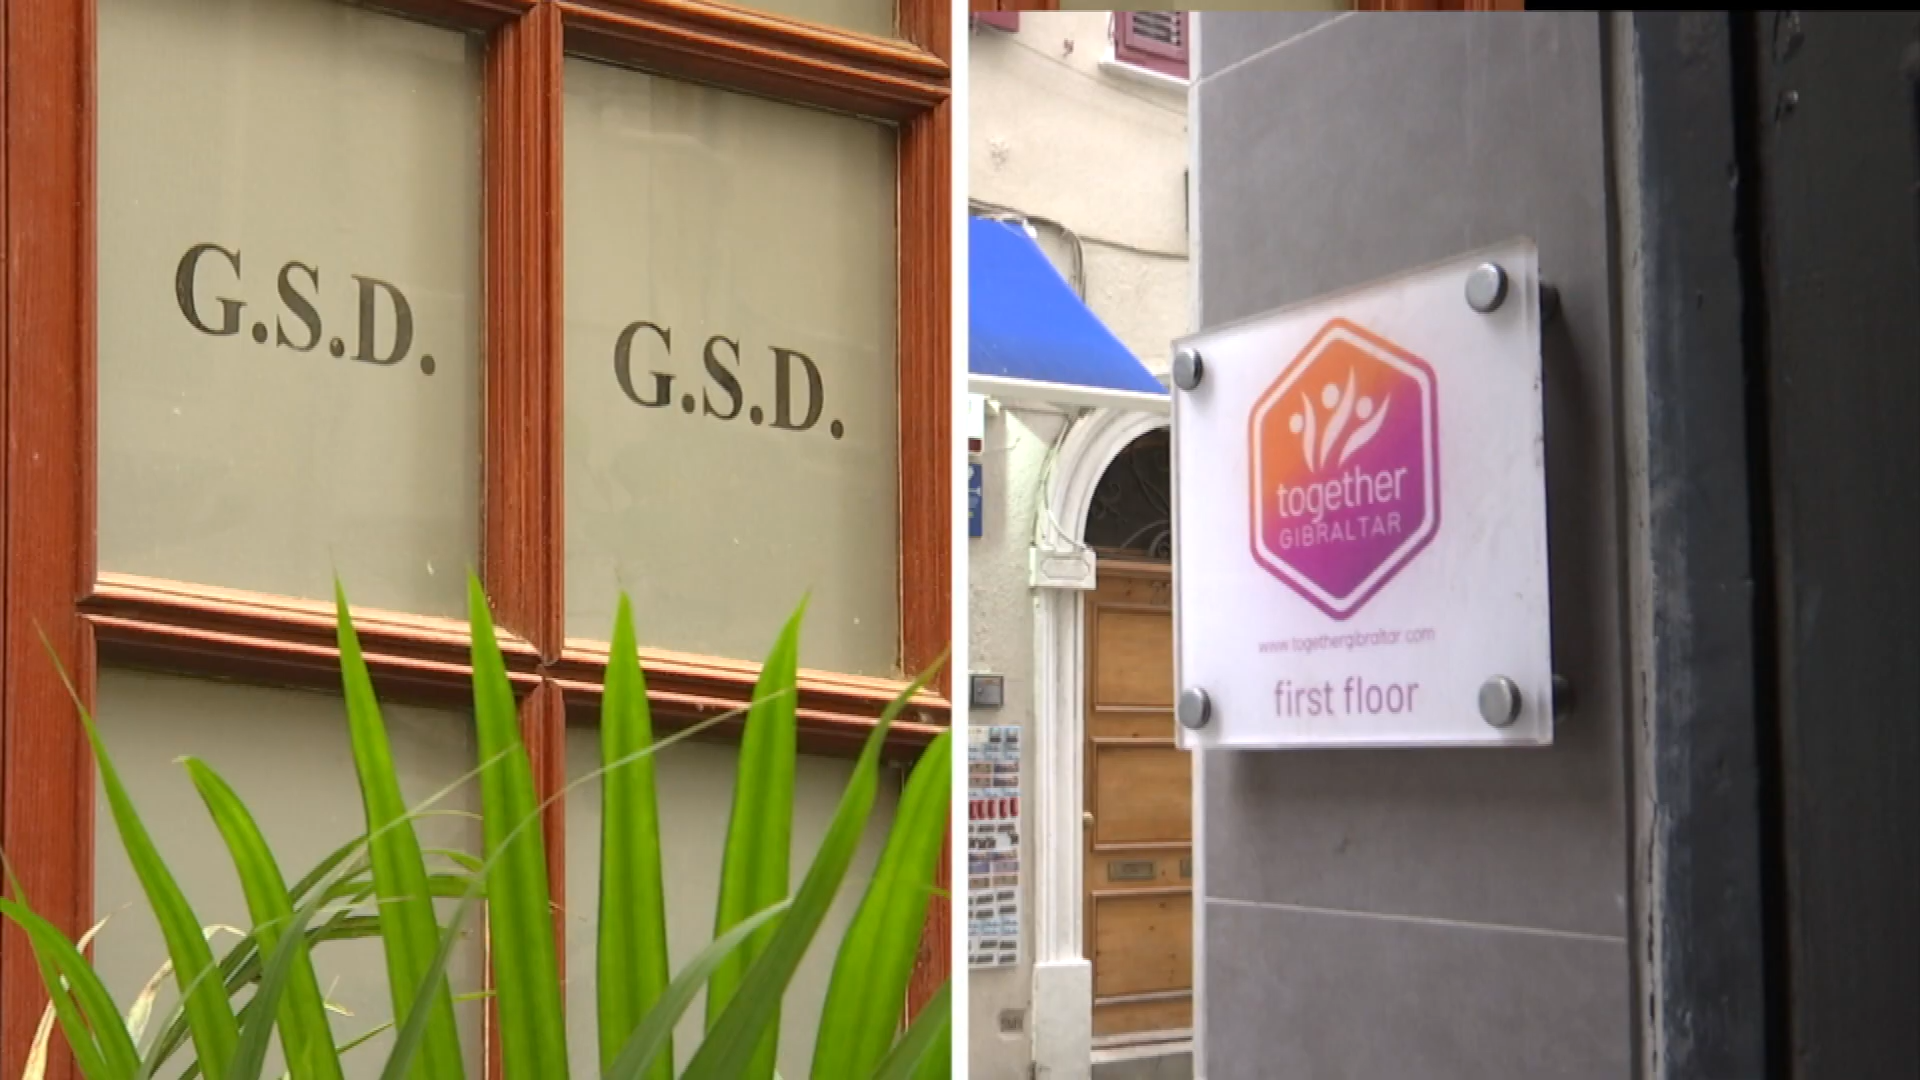 G.S.D.
G.S.D.
together
GIBRALTAR
www.togethergibraltar.com
first floor